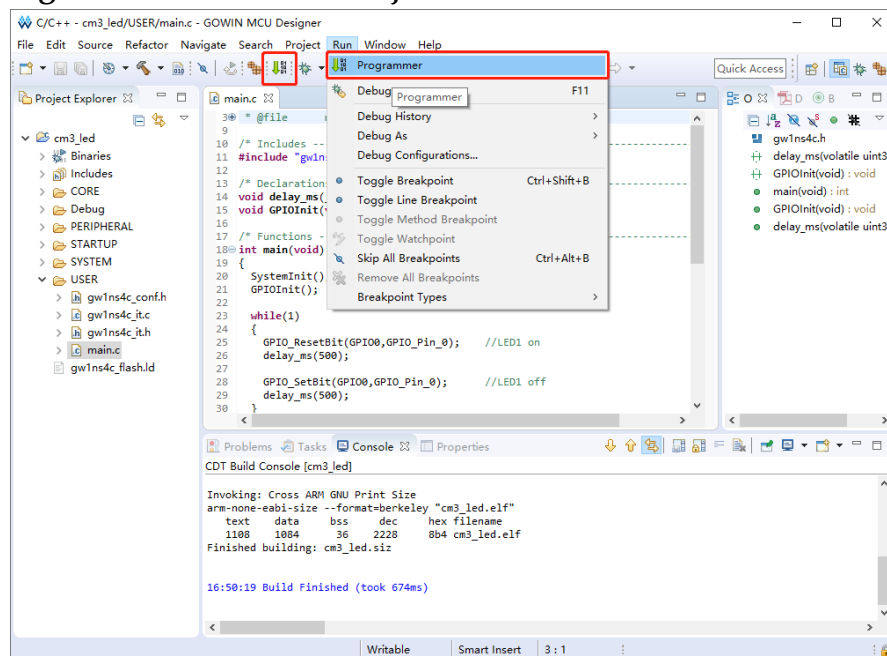 C/C++ - cm3_led/USER/main.c - GOWIN MCU Designer
File Edit Source Refactor Navigate Search Project Run Window Help
Quick Access
Programmer
Debug F11
Programmer
Debug History
Debug As
Debug Configurations...
Toggle Breakpoint Ctrl+Shift+B
Toggle Line Breakpoint
Toggle Method Breakpoint
Toggle Watchpoint
Skip All Breakpoints Ctrl+Alt+B
Remove All Breakpoints
Breakpoint Types
Project Explorer
cm3_led
Binaries
Includes
CORE
Debug
PERIPHERAL
STARTUP
SYSTEM
USER
gw1ns4c_conf.h
gw1ns4c_it.c
gw1ns4c_it.h
main.c
gw1ns4c_flash.ld
main.c
3 * @file
9
10 /* Includes --
11 #include "gw1ns
12
13 /* Declarations
14 void delay_ms(
15 void GPIOInit(
16
17 /* Functions -
18 int main(void)
19 {
20 SystemInit()
21 GPIOInit();
22
23 while(1)
24 {
25 GPIO_ResetBit(GPIO0,GPIO_Pin_0); //LED1 on
26 delay_ms(500);
27
28 GPIO_SetBit(GPIO0,GPIO_Pin_0); //LED1 off
29 delay_ms(500);
30 }
O D B
gw1ns4c.h
delay_ms(volatile uint3
GPIOInit(void) : void
main(void) : int
GPIOInit(void) : void
delay_ms(volatile uint3
Problems Tasks Console Properties
CDT Build Console [cm3_led]
Invoking: Cross ARM GNU Print Size
arm-none-eabi-size --format=berkeley "cm3_led.elf"
text data bss dec hex filename
1108 1084 36 2228 8b4 cm3_led.elf
Finished building: cm3_led.siz
16:50:19 Build Finished (took 674ms)
Writable Smart Insert 3 : 1